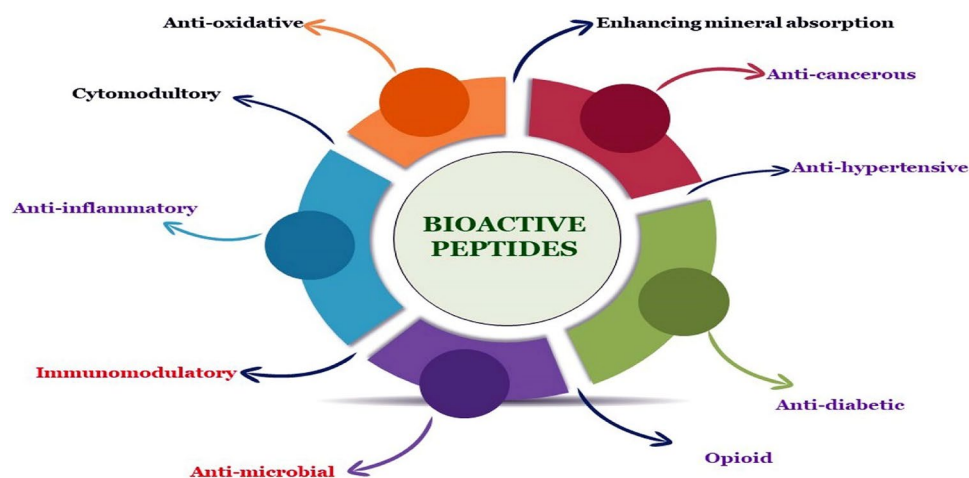 Anti-oxidative
Enhancing mineral absorption
Cytomodultory
Anti-cancerous
Anti-hypertensive
Anti-inflammatory
BIOACTIVE
PEPTIDES
Immunomodulatory
Anti-diabetic
Opioid
Anti-microbial